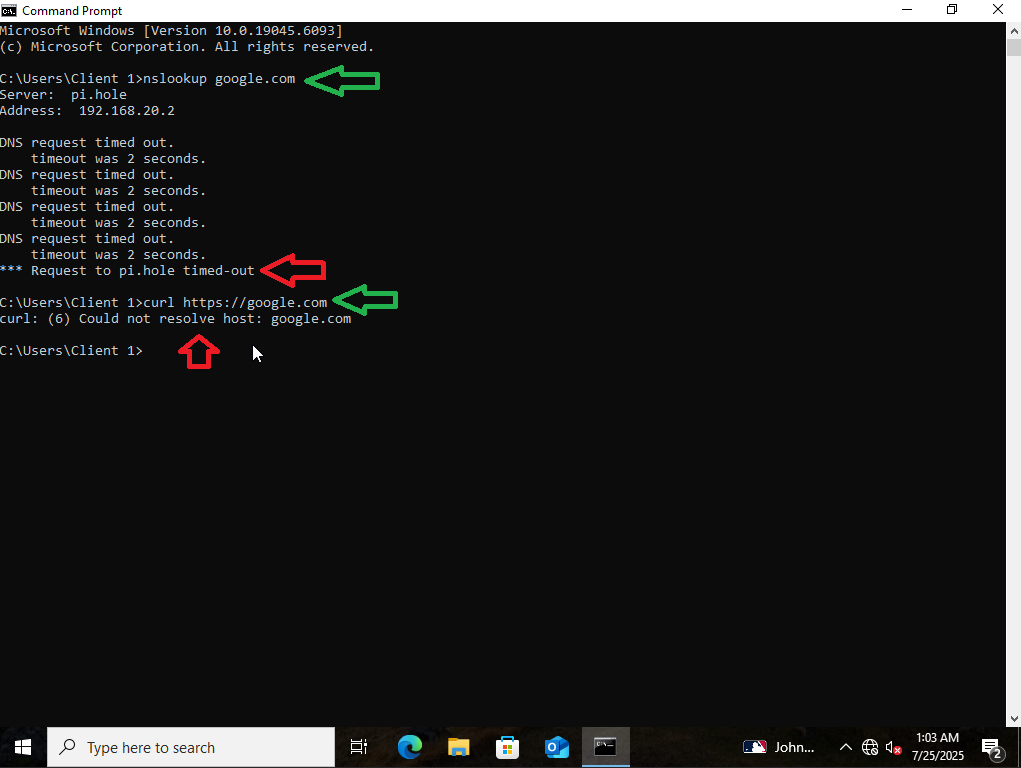 Command Prompt
Microsoft Windows [Version 10.0.19045.6093]
(c) Microsoft Corporation. All rights reserved.
C:\Users\Client 1>nslookup google.com
Server:  pi.hole
Address:  192.168.20.2
DNS request timed out.
    timeout was 2 seconds.
DNS request timed out.
    timeout was 2 seconds.
DNS request timed out.
    timeout was 2 seconds.
DNS request timed out.
    timeout was 2 seconds.
*** Request to pi.hole timed-out
C:\Users\Client 1>curl https://google.com
curl: (6) Could not resolve host: google.com
C:\Users\Client 1>
Type here to search
John...
1:03 AM
7/25/2025
2